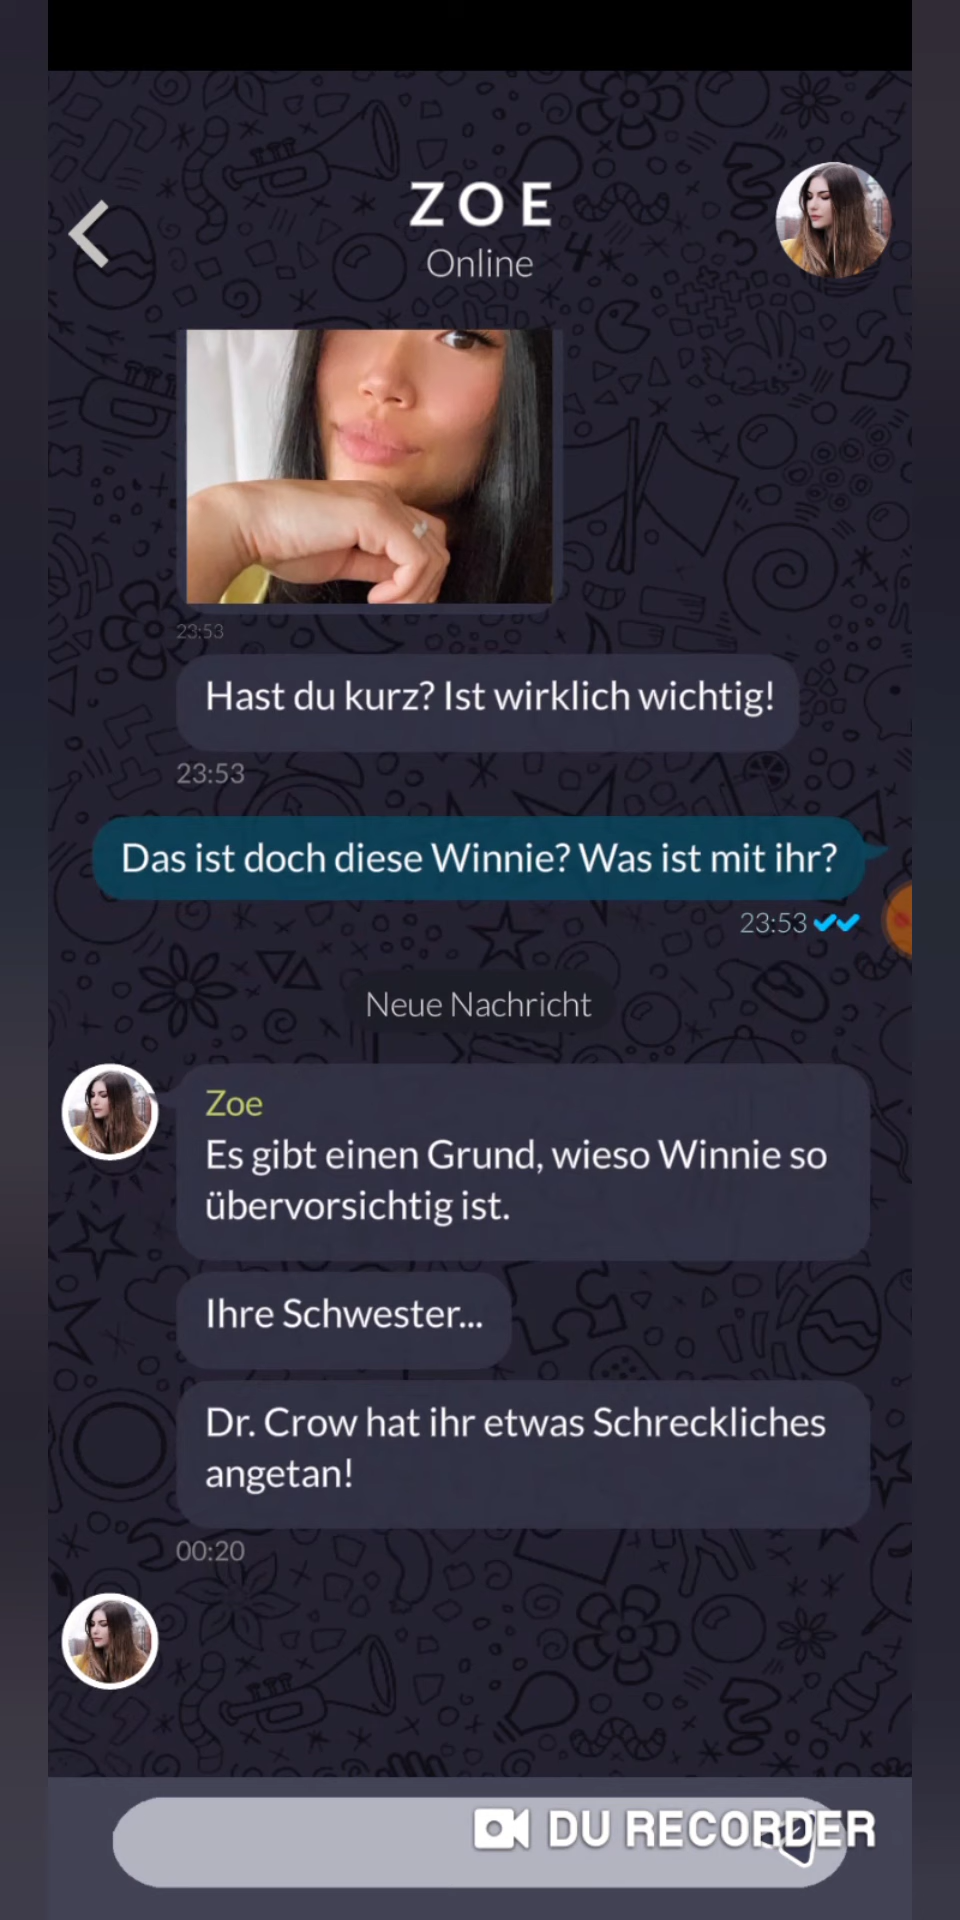 ZOE
Online
23:53
Hast du kurz? Ist wirklich wichtig!
23:53
Das ist doch diese Winnie? Was ist mit ihr?
23:53
Neue Nachricht
Zoe
Es gibt einen Grund, wieso Winnie so
übervorsichtig ist.
Ihre Schwester...
Dr. Crow hat ihr etwas Schreckliches
angetan!
00:20
DU RECORDER